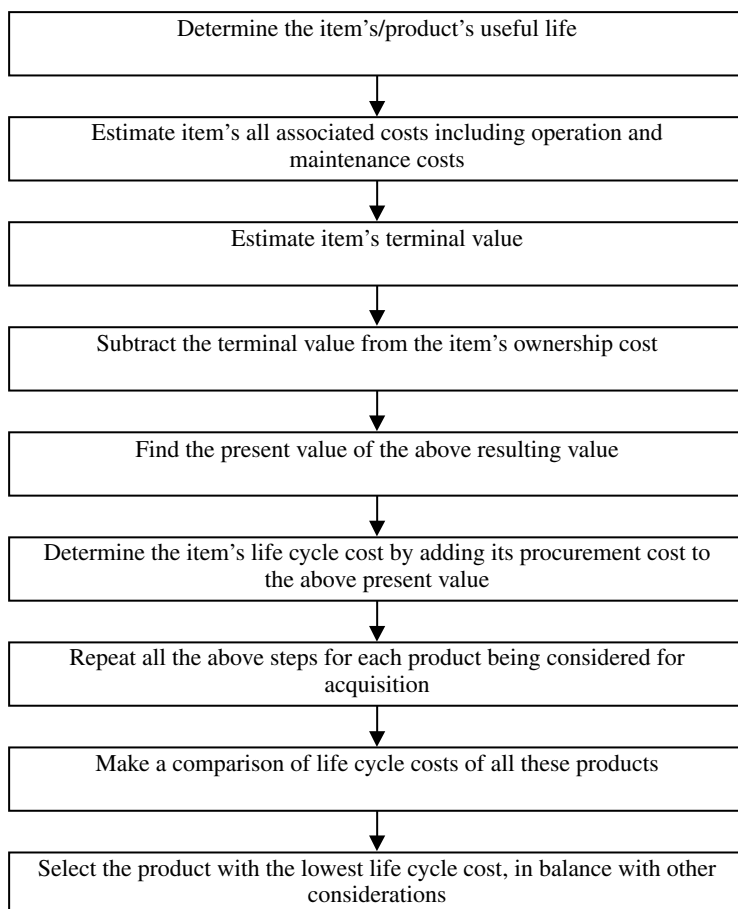 Determine the item’s/product’s useful life
Estimate item’s all associated costs including operation and
maintenance costs
Estimate item’s terminal value
Subtract the terminal value from the item’s ownership cost
Find the present value of the above resulting value
Determine the item’s life cycle cost by adding its procurement cost to
the above present value
Repeat all the above steps for each product being considered for
acquisition
Make a comparison of life cycle costs of all these products
Select the product with the lowest life cycle cost, in balance with other
considerations